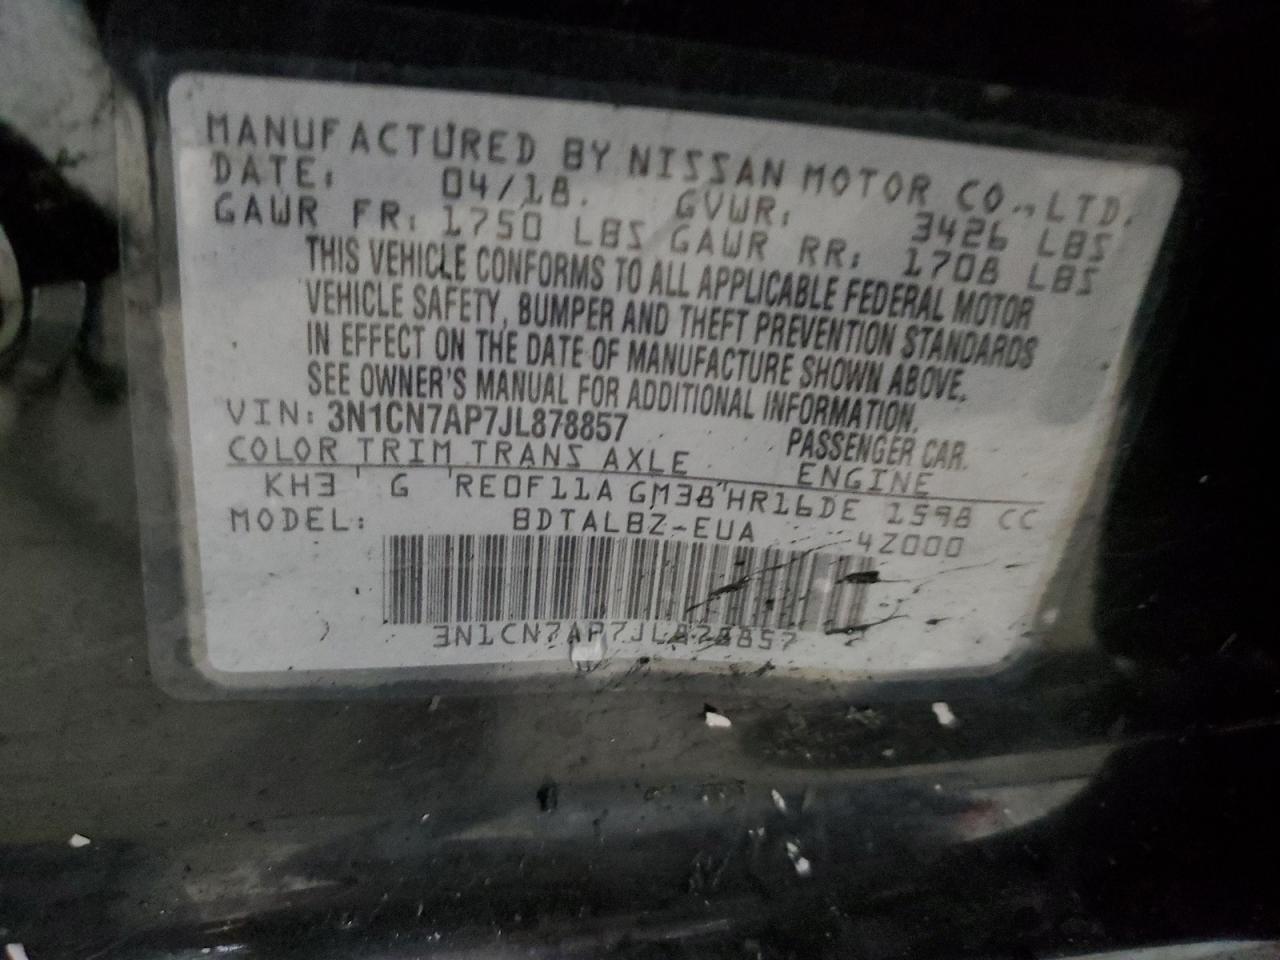 MANUFACTURED BY NISSAN MOTOR CO., LTD.
DATE: 04/18. GVWR: 3426 LBS
GAWR FR: 1750 LBS GAWR RR: 1708 LBS
THIS VEHICLE CONFORMS TO ALL APPLICABLE FEDERAL MOTOR
VEHICLE SAFETY, BUMPER AND THEFT PREVENTION STANDARDS
IN EFFECT ON THE DATE OF MANUFACTURE SHOWN ABOVE.
SEE OWNER'S MANUAL FOR ADDITIONAL INFORMATION.
VIN: 3N1CN7AP7JL878857 PASSENGER CAR.
COLOR TRIM TRANS AXLE ENGINE
KH3 G RE0F11A GM38 HR16DE 1598 CC
MODEL: BDTALBZ-EUA 4Z000
3N1CN7AP7JL878857